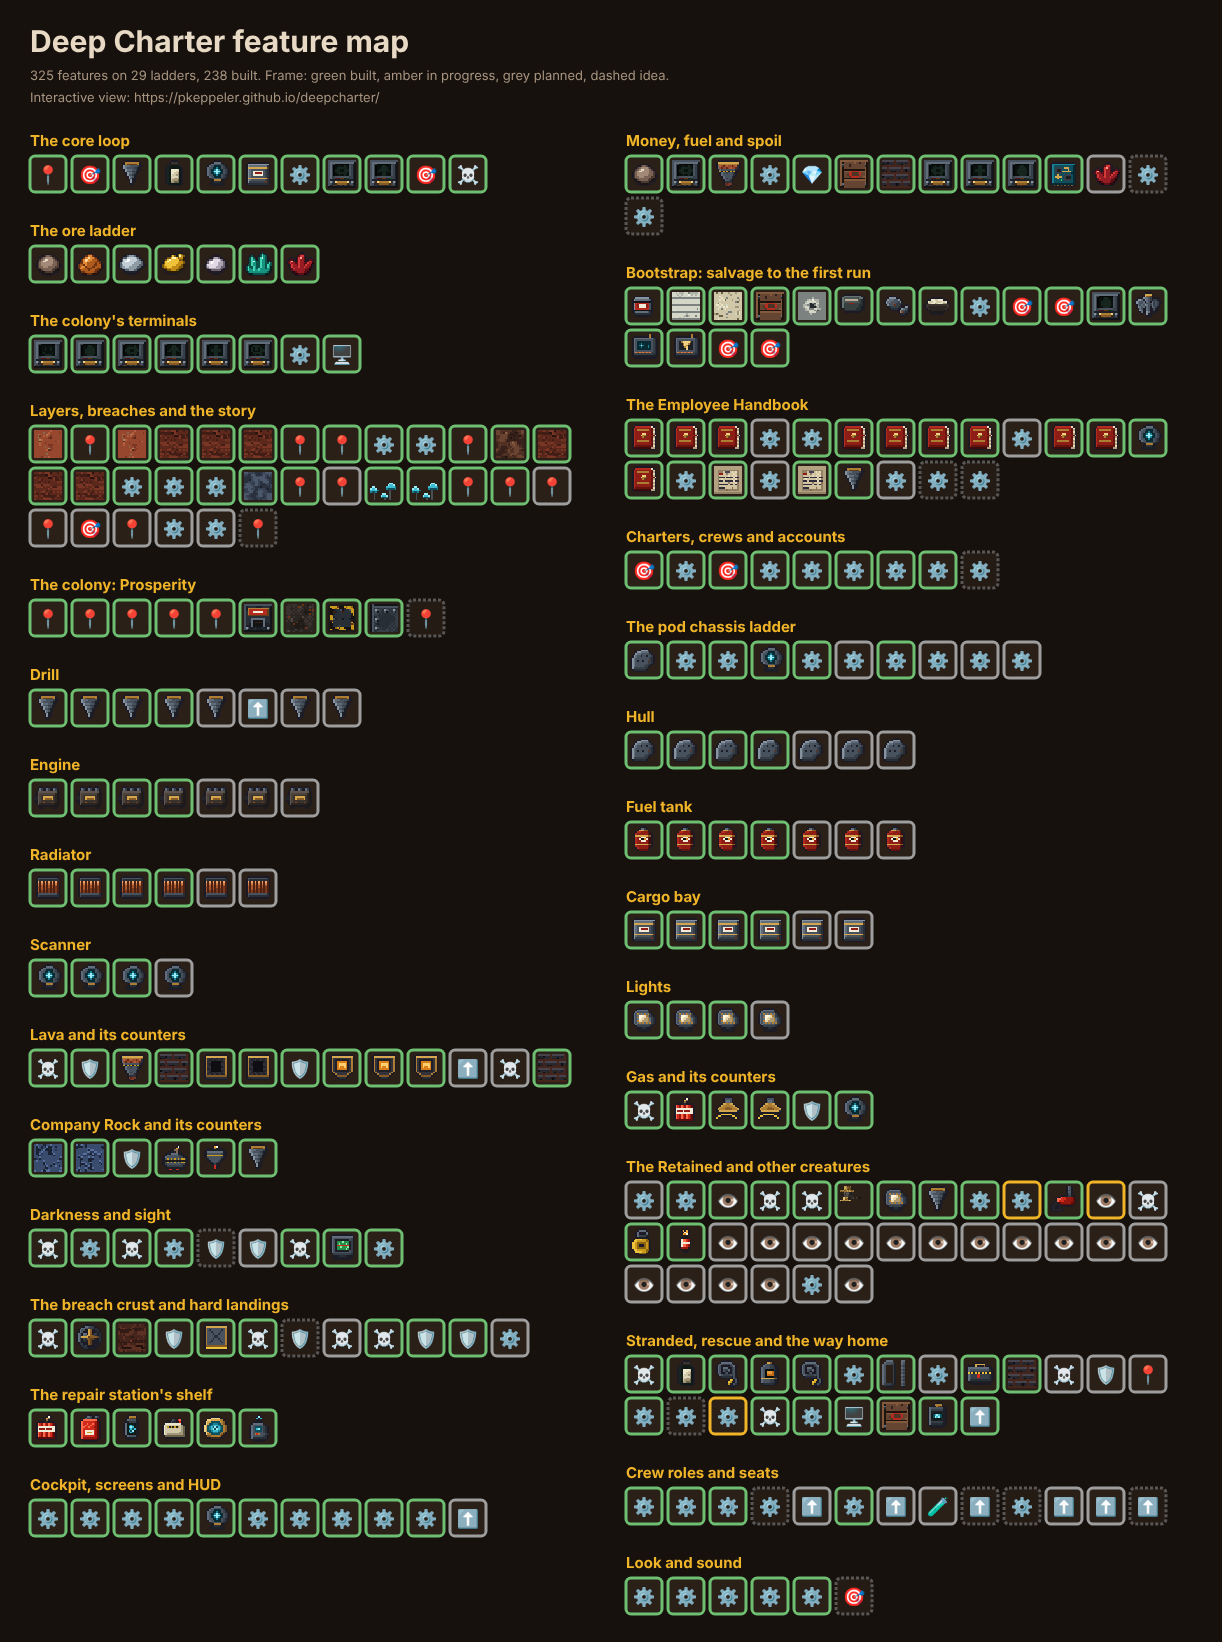 Deep Charter feature map
325 features on 29 ladders, 238 built. Frame: green built, amber in progress, grey planned, dashed idea.
Interactive view: https://pkeppeler.github.io/deepcharter/
The core loop
The ore ladder
The colony's terminals
Layers, breaches and the story
The colony: Prosperity
Drill
Engine
Radiator
Scanner
Lava and its counters
Company Rock and its counters
Darkness and sight
The breach crust and hard landings
The repair station's shelf
Cockpit, screens and HUD
Money, fuel and spoil
Bootstrap: salvage to the first run
The Employee Handbook
Charters, crews and accounts
The pod chassis ladder
Hull
Fuel tank
Cargo bay
Lights
Gas and its counters
The Retained and other creatures
Stranded, rescue and the way home
Crew roles and seats
Look and sound